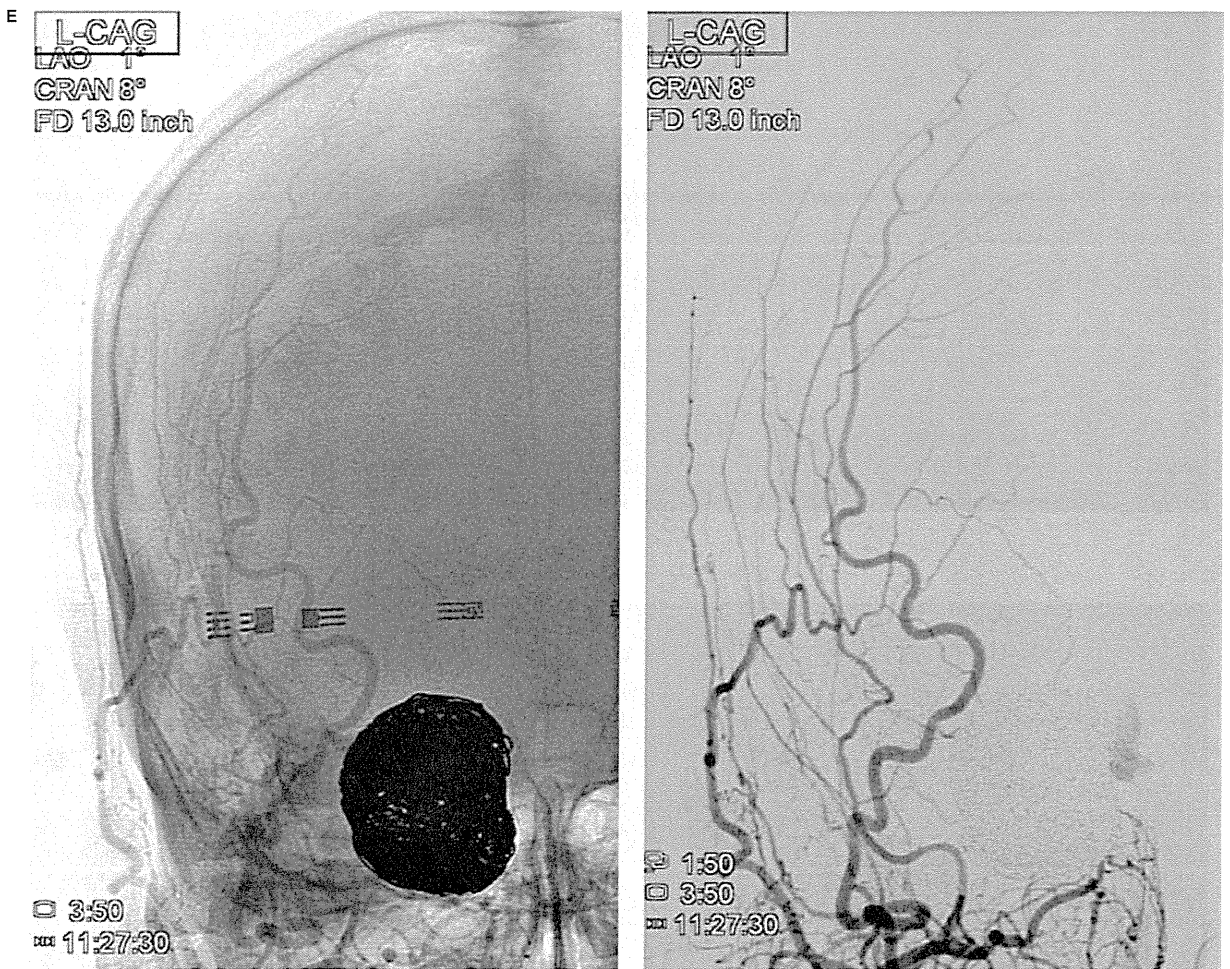 E
L-CAG
LAO 1°
CRAN 8°
FD 13.0 inch
3:50
11:27:30
L-CAG
LAO 1°
CRAN 8°
FD 13.0 inch
1:50
3:50
11:27:30